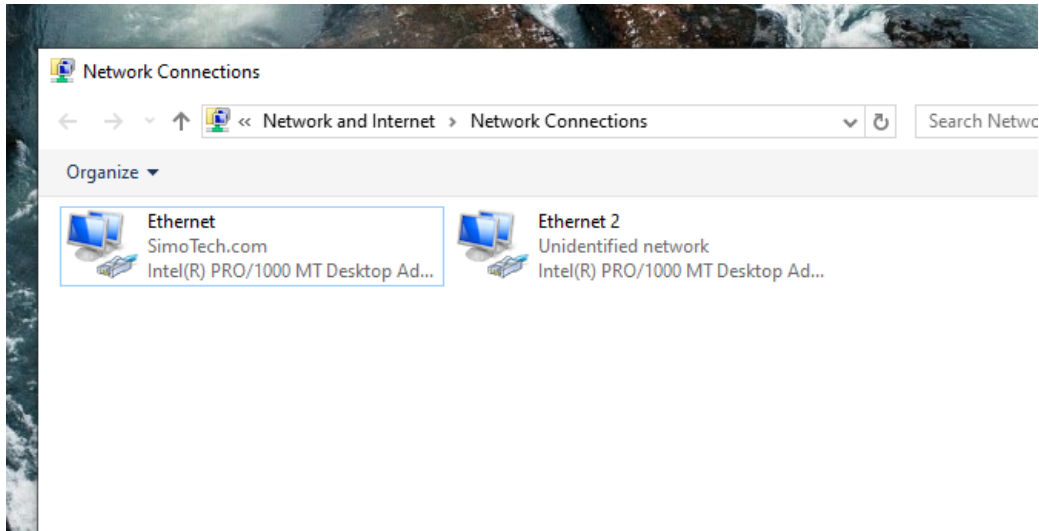 Network Connections
« Network and Internet > Network Connections
Search Netwo
Organize
Ethernet
SimoTech.com
Intel(R) PRO/1000 MT Desktop Ad...
Ethernet 2
Unidentified network
Intel(R) PRO/1000 MT Desktop Ad...